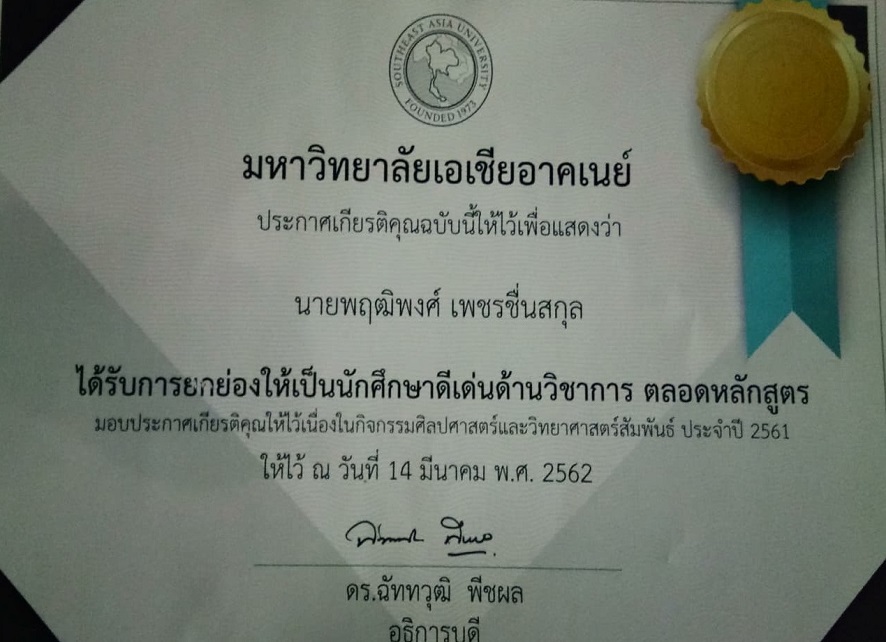 SOUTHEAST ASIA UNIVERSITY
FOUNDED 1973
มหาวิทยาลัยเอเชียอาคเนย์
ประกาศเกียรติคุณฉบับนี้ให้ไว้เพื่อแสดงว่า
นายพฤฒิพงศ์ เพชรชื่นสกุล
ได้รับการยกย่องให้เป็นนักศึกษาดีเด่นด้านวิชาการ ตลอดหลักสูตร
มอบประกาศเกียรติคุณให้ไว้เนื่องในกิจกรรมศิลปศาสตร์และวิทยาศาสตร์สัมพันธ์ ประจำปี 2561
ให้ไว้ ณ วันที่ 14 มีนาคม พ.ศ. 2562
ดร.ฉัททวุฒิ พีชผล
อธิการบดี